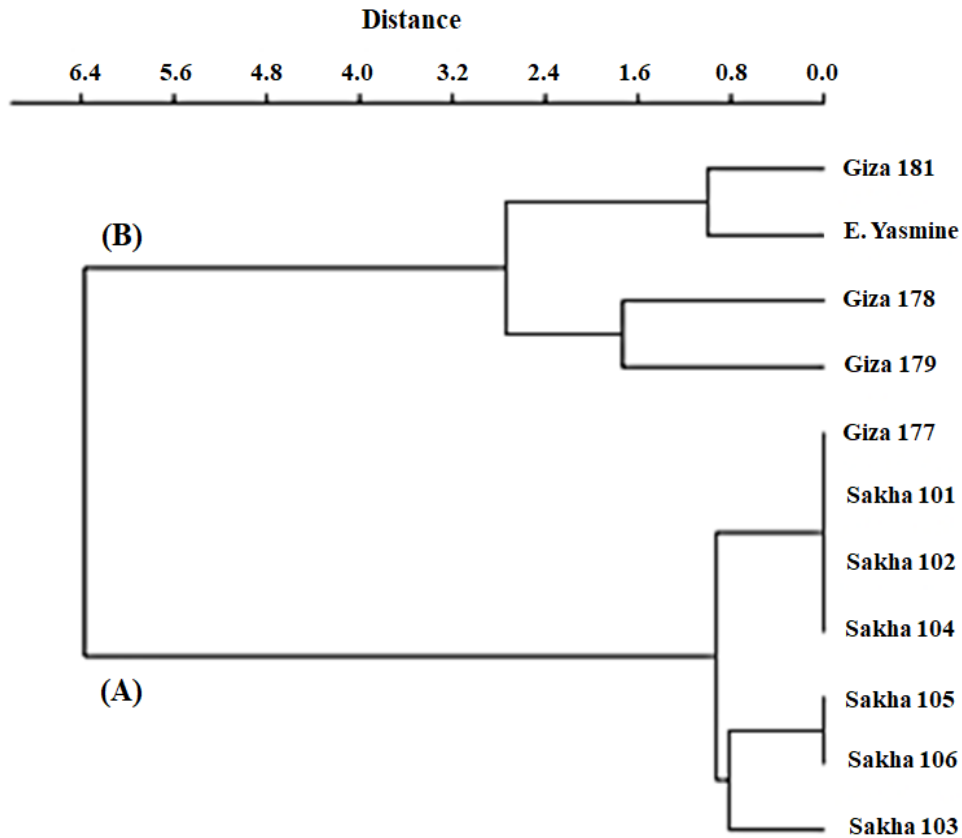 Distance
6.4 5.6 4.8 4.0 3.2 2.4 1.6 0.8 0.0
Giza 181
E. Yasmine
(B)
Giza 178
Giza 179
Giza 177
Sakha 101
Sakha 102
Sakha 104
(A)
Sakha 105
Sakha 106
Sakha 103